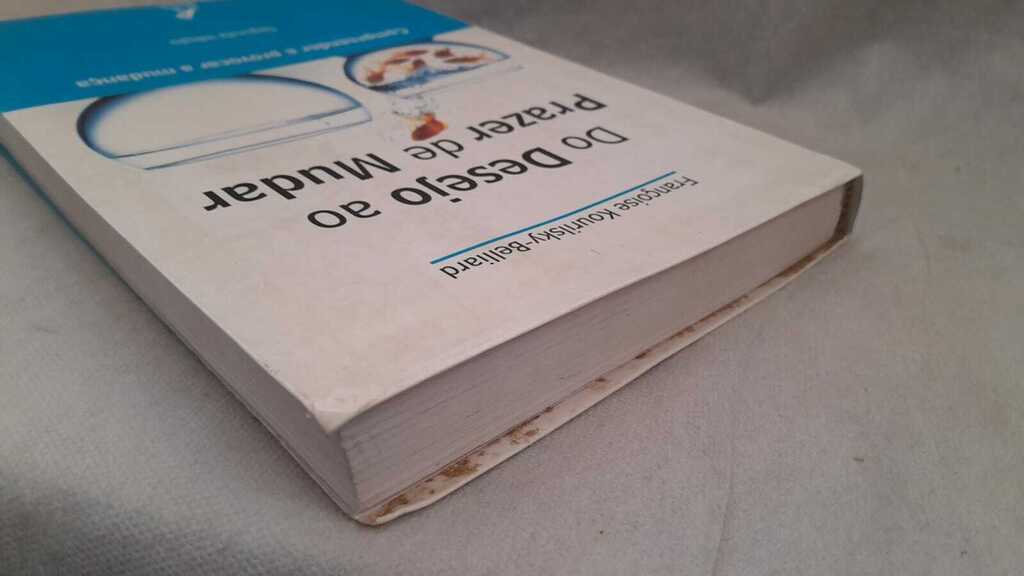 Françoise Kourilsky-Belliard
Do Desejo ao
Prazer de Mudar
Compreender e provocar a mudança